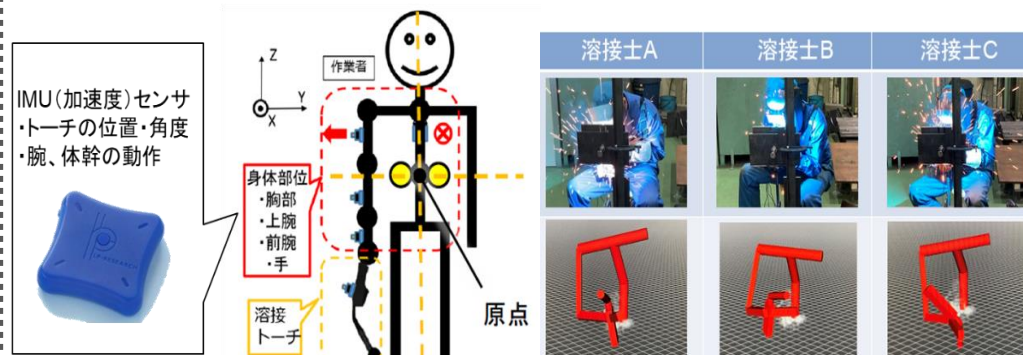 IMU(加速度)センサ
・トーチの位置・角度
・腕、体幹の動作
LP-RESEARCH
Z
Y
X
作業者
身体部位
・胸部
・上腕
・前腕
・手
溶接
トーチ
原点
溶接士A
溶接士B
溶接士C